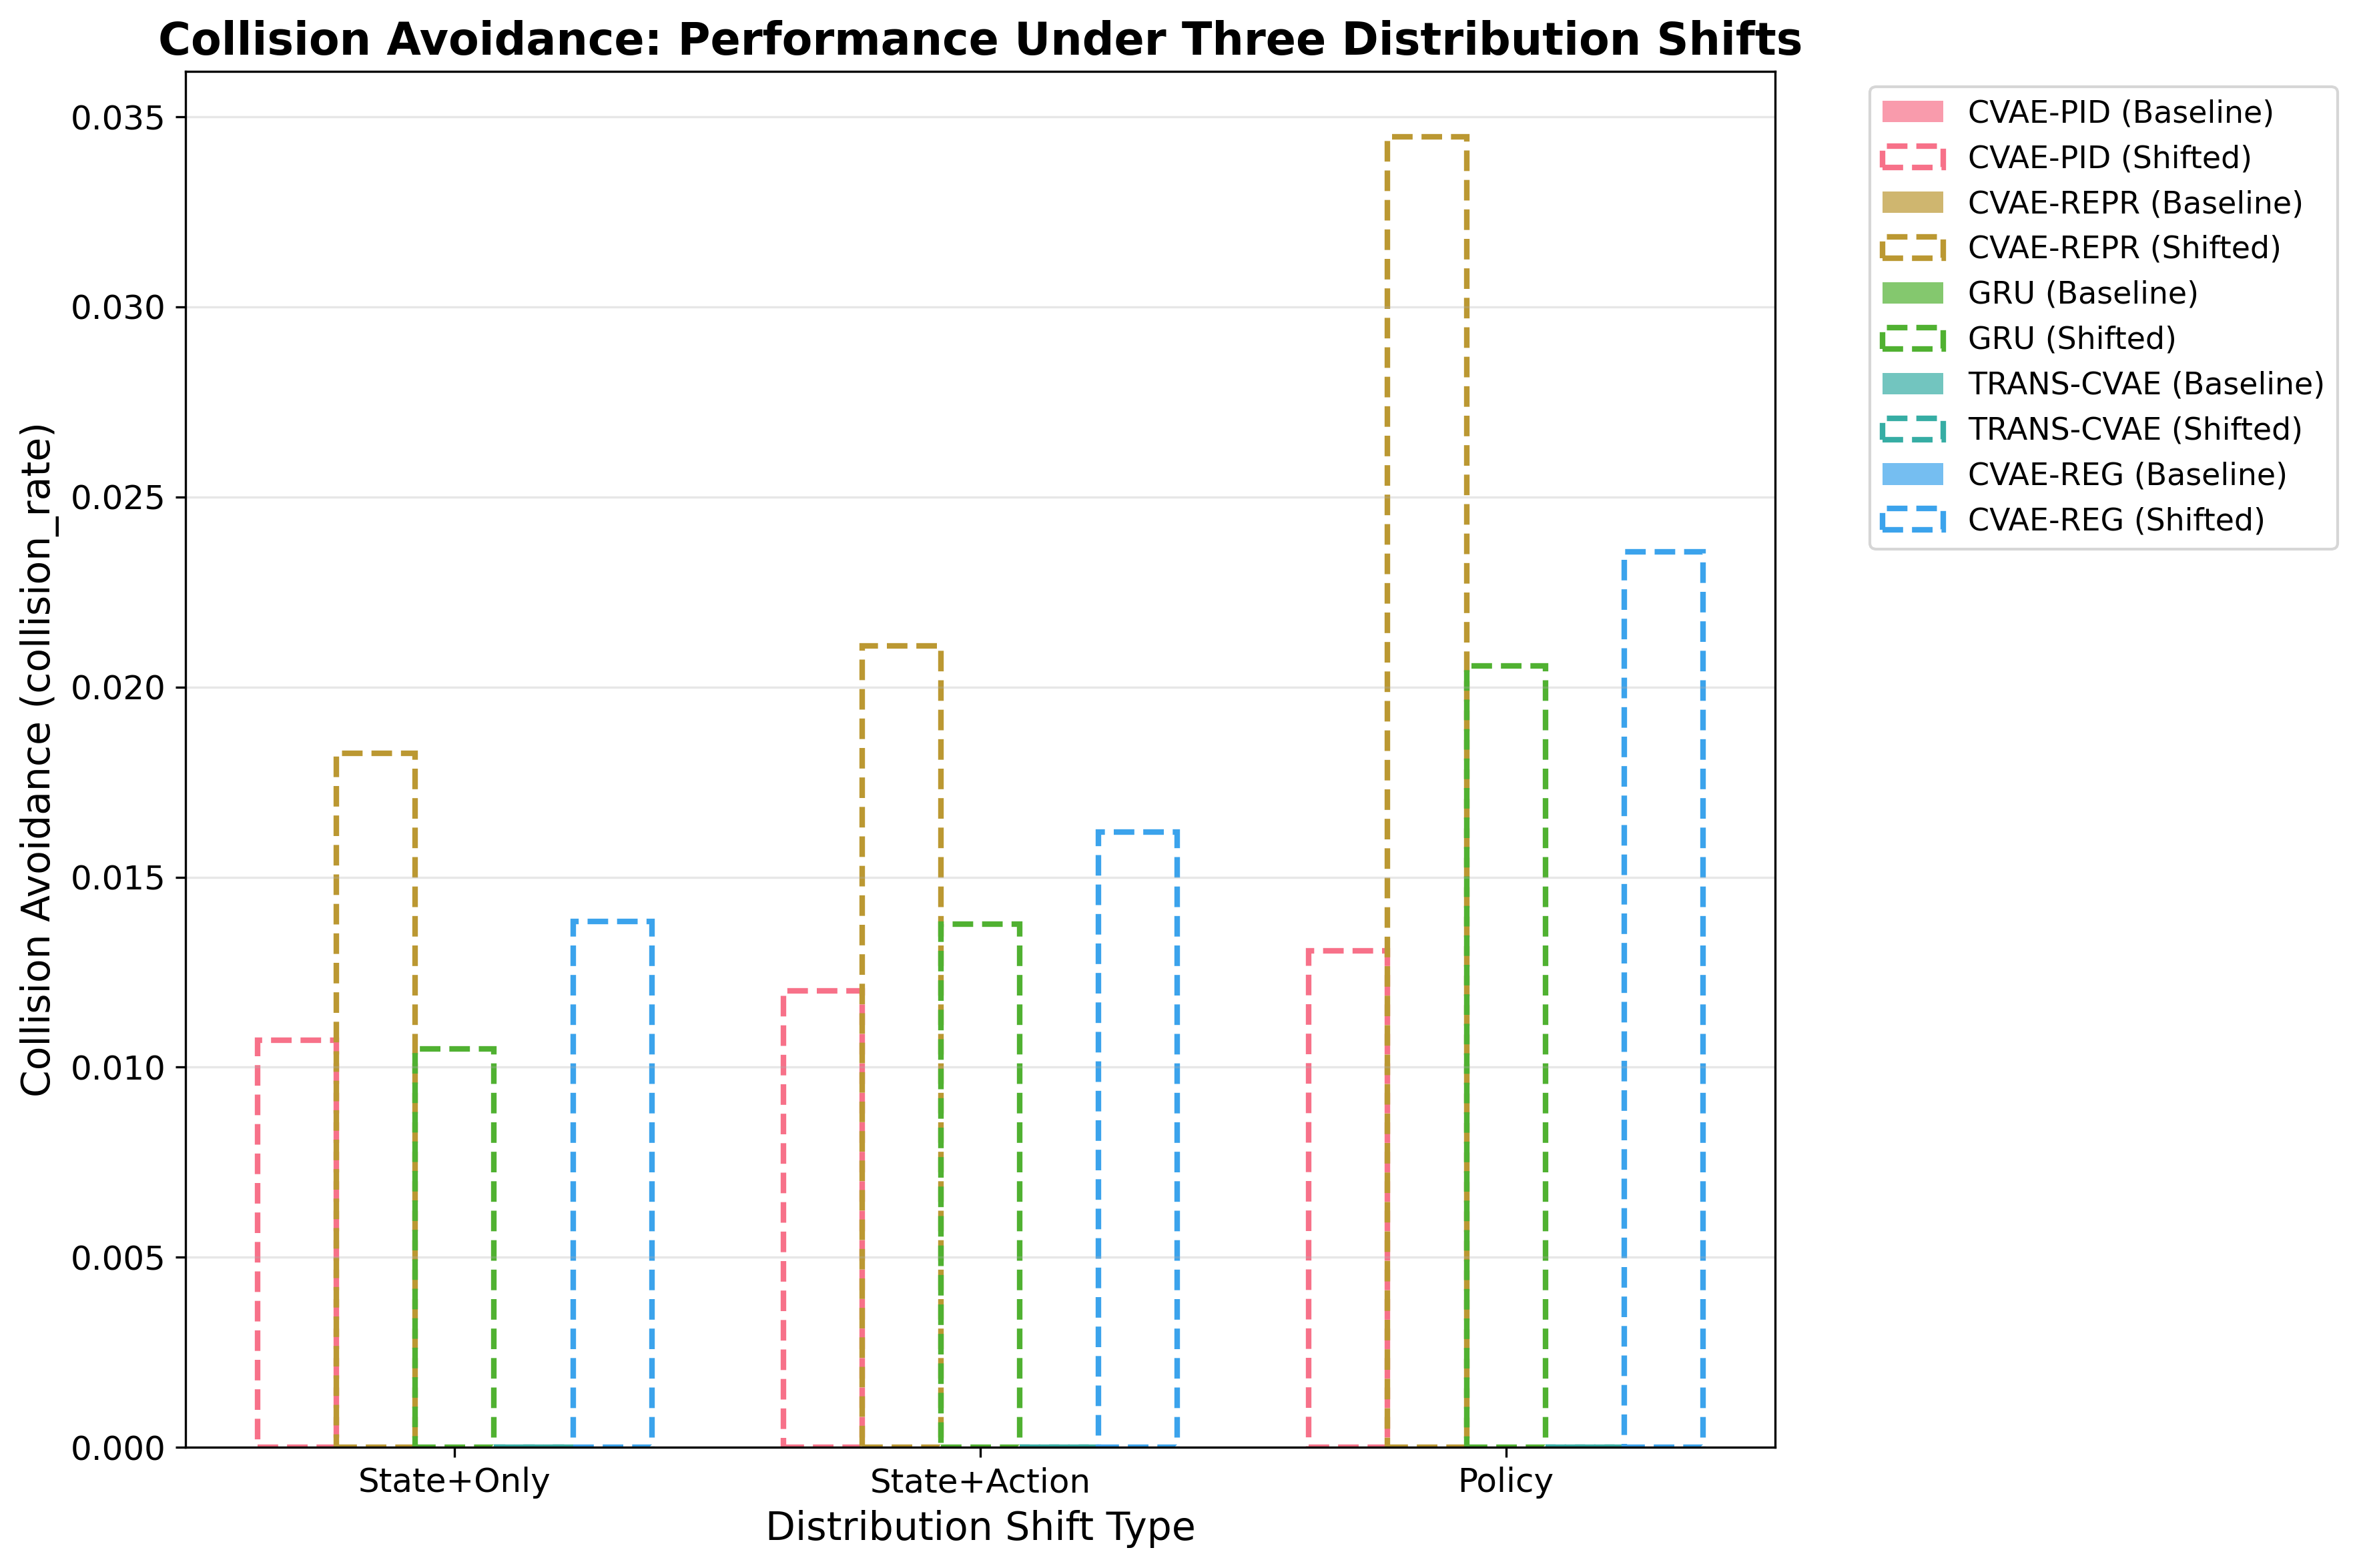 Collision Avoidance: Performance Under Three Distribution Shifts
Collision Avoidance (collision_rate)
0.035
0.030
0.025
0.020
0.015
0.010
0.005
0.000
State+Only
State+Action
Policy
Distribution Shift Type
CVAE-PID (Baseline)
CVAE-PID (Shifted)
CVAE-REPR (Baseline)
CVAE-REPR (Shifted)
GRU (Baseline)
GRU (Shifted)
TRANS-CVAE (Baseline)
TRANS-CVAE (Shifted)
CVAE-REG (Baseline)
CVAE-REG (Shifted)